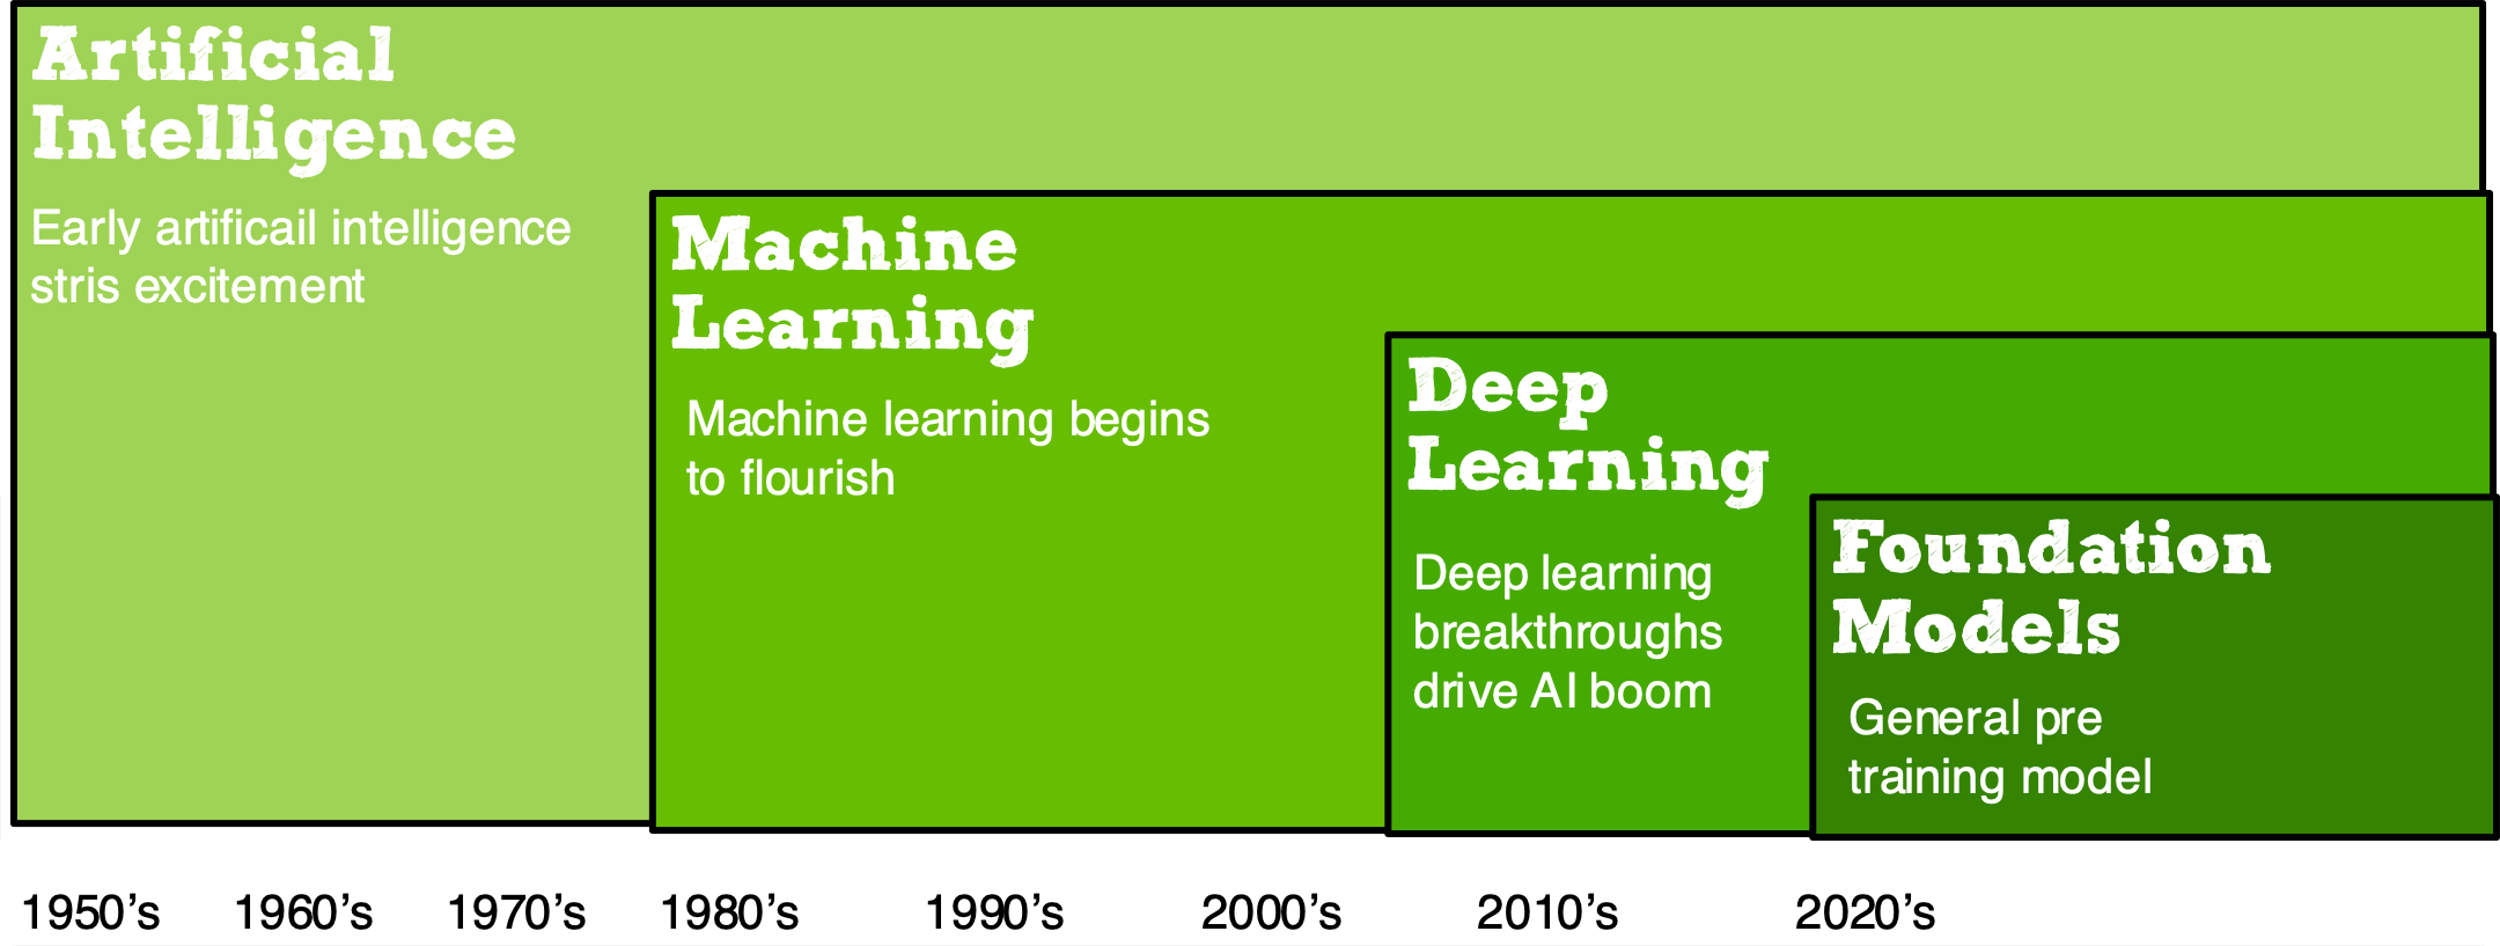 Artificial
Intelligence
Early artificail intelligence
stris excitement
Machine
Learning
Machine learning begins
to flourish
Deep
Learning
Deep learning
breakthroughs
drive AI boom
Foundation
Models
General pre
training model
1950’s 1960’s 1970’s 1980’s 1990’s 2000’s 2010’s 2020’s